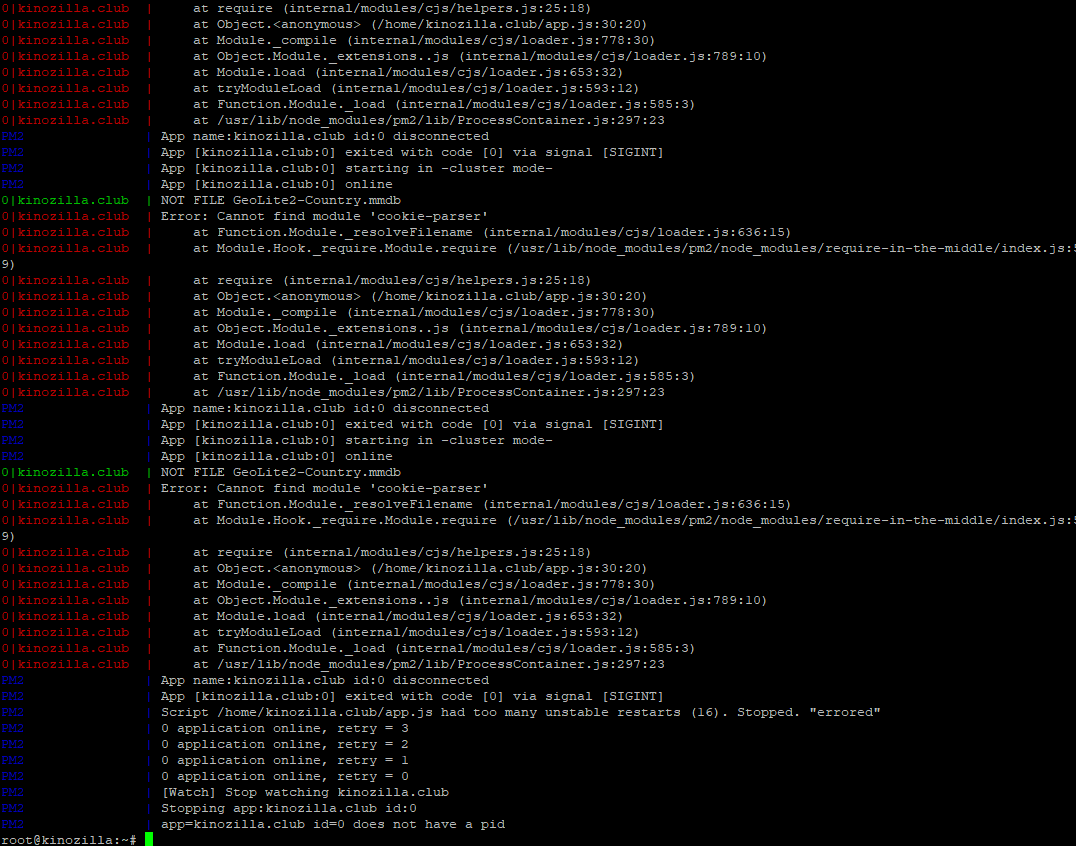 0|kinozilla.club  |     at require (internal/modules/cjs/helpers.js:25:18)
0|kinozilla.club  |     at Object.<anonymous> (/home/kinozilla.club/app.js:30:20)
0|kinozilla.club  |     at Module._compile (internal/modules/cjs/loader.js:778:30)
0|kinozilla.club  |     at Object.Module._extensions..js (internal/modules/cjs/loader.js:789:10)
0|kinozilla.club  |     at Module.load (internal/modules/cjs/loader.js:653:32)
0|kinozilla.club  |     at tryModuleLoad (internal/modules/cjs/loader.js:593:12)
0|kinozilla.club  |     at Function.Module._load (internal/modules/cjs/loader.js:585:3)
0|kinozilla.club  |     at /usr/lib/node_modules/pm2/lib/ProcessContainer.js:297:23
PM2               | App name:kinozilla.club id:0 disconnected
PM2               | App [kinozilla.club:0] exited with code [0] via signal [SIGINT]
PM2               | App [kinozilla.club:0] starting in -cluster mode-
PM2               | App [kinozilla.club:0] online
0|kinozilla.club  | NOT FILE GeoLite2-Country.mmdb
0|kinozilla.club  | Error: Cannot find module 'cookie-parser'
0|kinozilla.club  |     at Function.Module._resolveFilename (internal/modules/cjs/loader.js:636:15)
0|kinozilla.club  |     at Module.Hook._require.Module.require (/usr/lib/node_modules/pm2/node_modules/require-in-the-middle/index.js:
9)
0|kinozilla.club  |     at require (internal/modules/cjs/helpers.js:25:18)
0|kinozilla.club  |     at Object.<anonymous> (/home/kinozilla.club/app.js:30:20)
0|kinozilla.club  |     at Module._compile (internal/modules/cjs/loader.js:778:30)
0|kinozilla.club  |     at Object.Module._extensions..js (internal/modules/cjs/loader.js:789:10)
0|kinozilla.club  |     at Module.load (internal/modules/cjs/loader.js:653:32)
0|kinozilla.club  |     at tryModuleLoad (internal/modules/cjs/loader.js:593:12)
0|kinozilla.club  |     at Function.Module._load (internal/modules/cjs/loader.js:585:3)
0|kinozilla.club  |     at /usr/lib/node_modules/pm2/lib/ProcessContainer.js:297:23
PM2               | App name:kinozilla.club id:0 disconnected
PM2               | App [kinozilla.club:0] exited with code [0] via signal [SIGINT]
PM2               | App [kinozilla.club:0] starting in -cluster mode-
PM2               | App [kinozilla.club:0] online
0|kinozilla.club  | NOT FILE GeoLite2-Country.mmdb
0|kinozilla.club  | Error: Cannot find module 'cookie-parser'
0|kinozilla.club  |     at Function.Module._resolveFilename (internal/modules/cjs/loader.js:636:15)
0|kinozilla.club  |     at Module.Hook._require.Module.require (/usr/lib/node_modules/pm2/node_modules/require-in-the-middle/index.js:
9)
0|kinozilla.club  |     at require (internal/modules/cjs/helpers.js:25:18)
0|kinozilla.club  |     at Object.<anonymous> (/home/kinozilla.club/app.js:30:20)
0|kinozilla.club  |     at Module._compile (internal/modules/cjs/loader.js:778:30)
0|kinozilla.club  |     at Object.Module._extensions..js (internal/modules/cjs/loader.js:789:10)
0|kinozilla.club  |     at Module.load (internal/modules/cjs/loader.js:653:32)
0|kinozilla.club  |     at tryModuleLoad (internal/modules/cjs/loader.js:593:12)
0|kinozilla.club  |     at Function.Module._load (internal/modules/cjs/loader.js:585:3)
0|kinozilla.club  |     at /usr/lib/node_modules/pm2/lib/ProcessContainer.js:297:23
PM2               | App name:kinozilla.club id:0 disconnected
PM2               | App [kinozilla.club:0] exited with code [0] via signal [SIGINT]
PM2               | Script /home/kinozilla.club/app.js had too many unstable restarts (16). Stopped. "errored"
PM2               | 0 application online, retry = 3
PM2               | 0 application online, retry = 2
PM2               | 0 application online, retry = 1
PM2               | 0 application online, retry = 0
PM2               | [Watch] Stop watching kinozilla.club
PM2               | Stopping app:kinozilla.club id:0
PM2               | app=kinozilla.club id=0 does not have a pid
root@kinozilla:~#